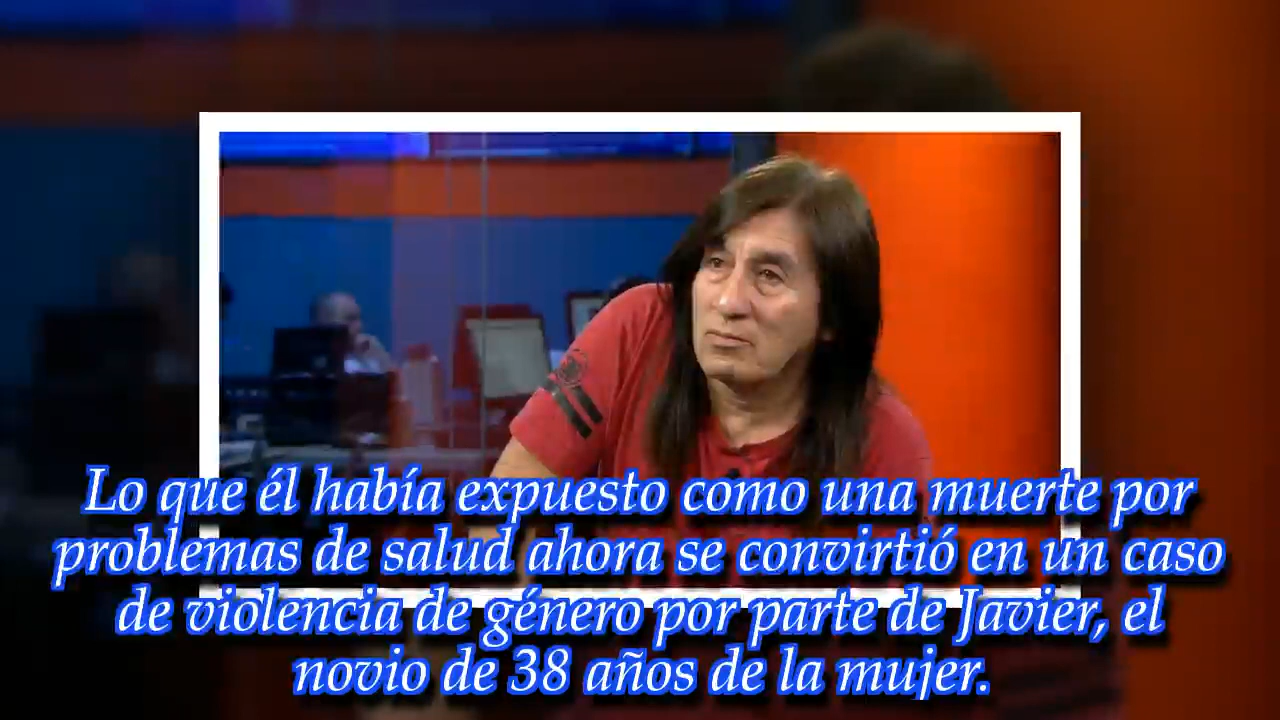 Lo que él había expuesto como una muerte por
problemas de salud ahora se convirtió en un caso
de violencia de género por parte de Javier, el
novio de 38 años de la mujer.